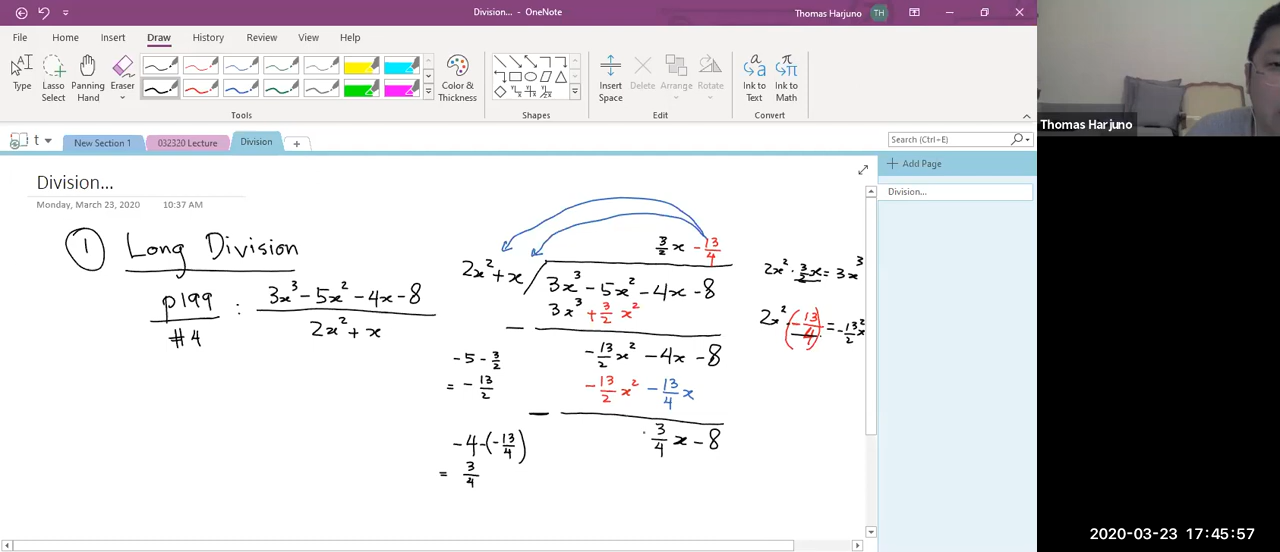 Division... - OneNote
Thomas Harjuno TH
File Home Insert Draw History Review View Help
Type Lasso Select Panning Hand Eraser Color & Thickness Insert Space Delete Arrange Rotate Ink to Text Ink to Math
Tools Shapes Edit Convert
Thomas Harjuno
t New Section 1 032320 Lecture Division + Search (Ctrl+E)
+ Add Page
Division...
Division...
Monday, March 23, 2020 10:37 AM
① Long Division
p199 #4 : (3x³ - 5x² - 4x - 8) / (2x² + x)
3/2 x - 13/4
2x² + x
3x³ - 5x² - 4x - 8
3x³ + 3/2 x²
-
-13/2 x² - 4x - 8
-13/2 x² - 13/4 x
-
3/4 x - 8
-5 - 3/2
= -13/2
-4 - (-13/4)
= 3/4
2x² · 3/2 x = 3x³
2x² · (-13/4) = -13/2 x²
2020-03-23 17:45:57